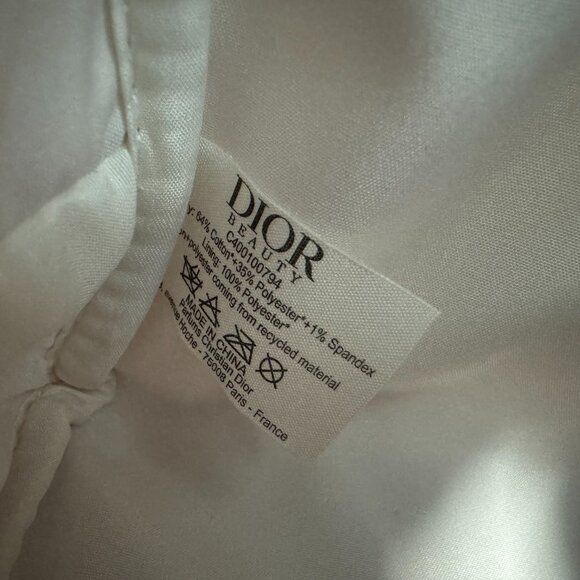 DIOR
BEAUTY
C400100794
64% Cotton*+35% Polyester*+1% Spandex
Lining: 100% Polyester*
polyester coming from recycled material
MADE IN CHINA
Parfums Christian Dior
avenue Hoche - 75008 Paris - France